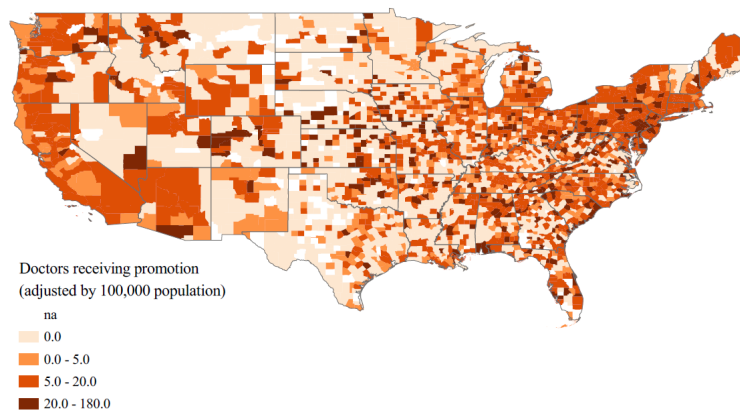 Doctors receiving promotion
(adjusted by 100,000 population)
na
0.0
0.0 - 5.0
5.0 - 20.0
20.0 - 180.0